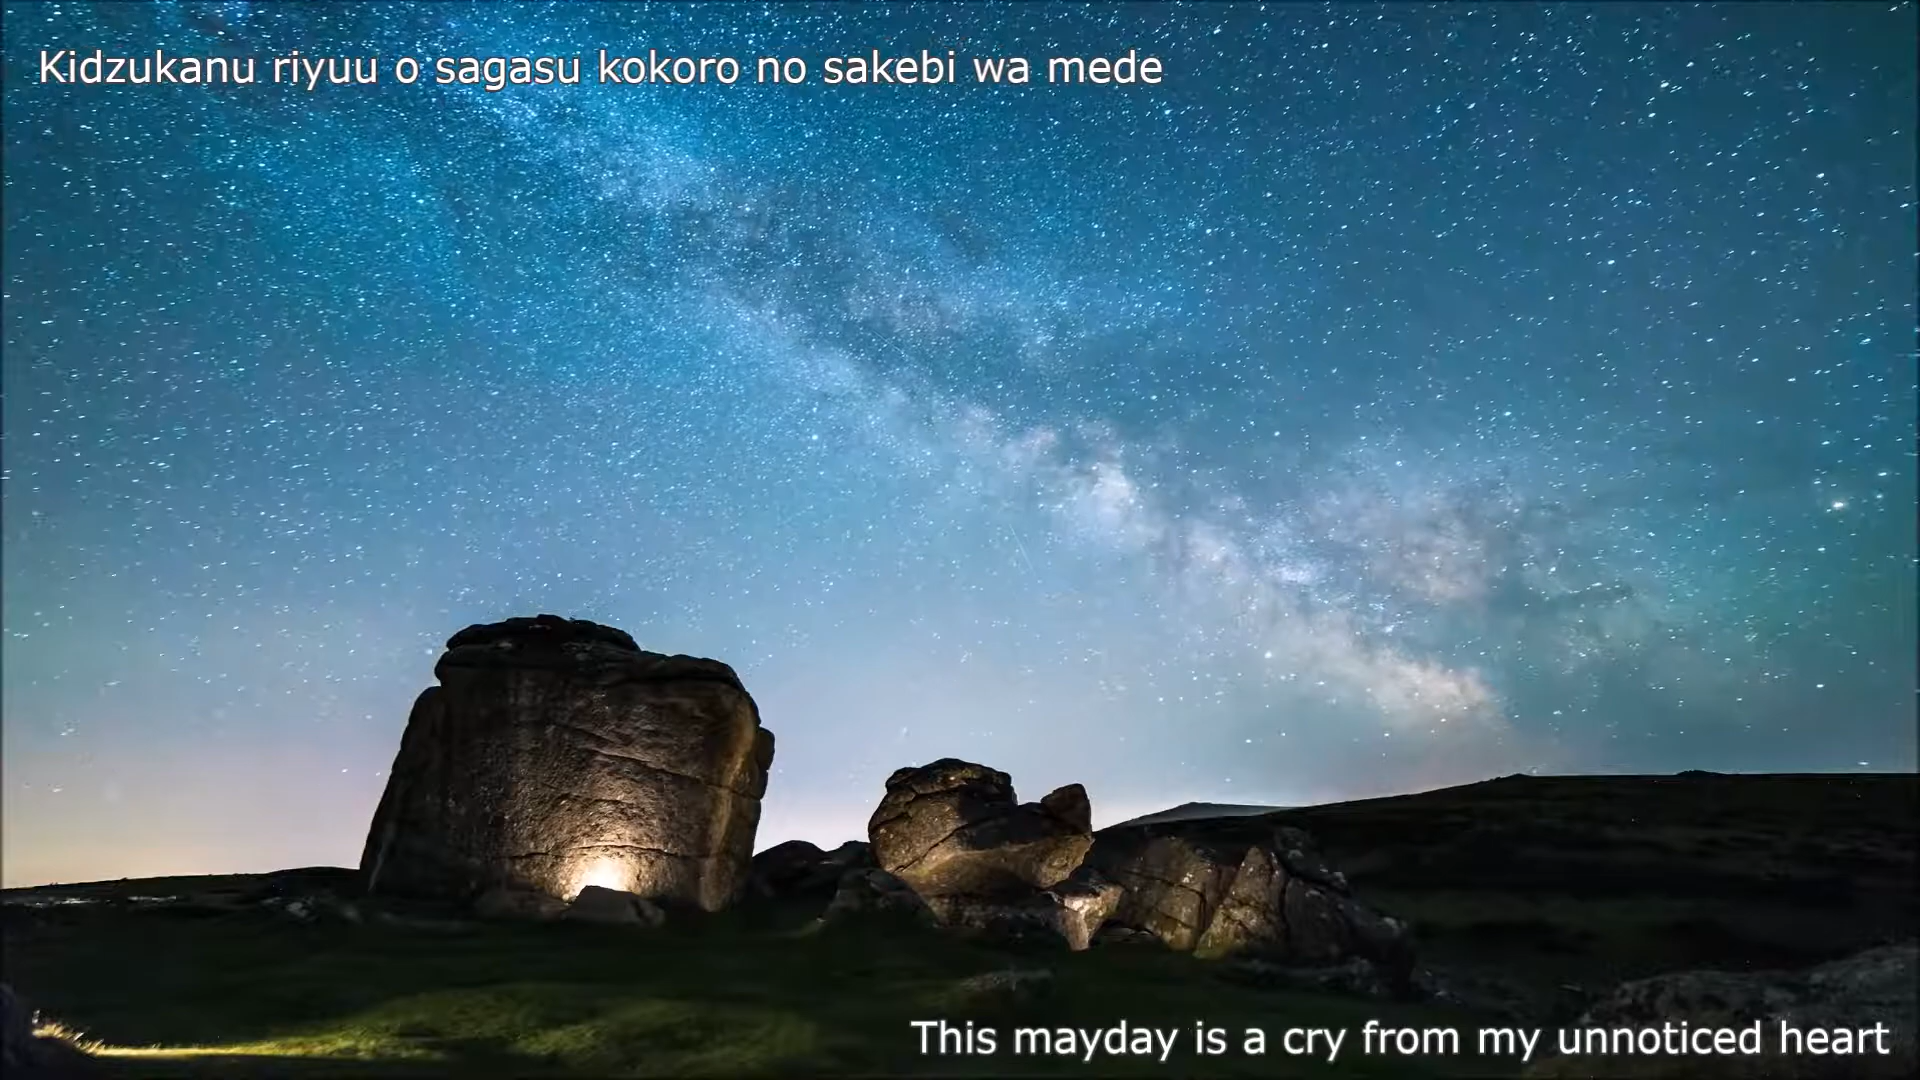 Kidzukanu riyuu o sagasu kokoro no sakebi wa mede
This mayday is a cry from my unnoticed heart